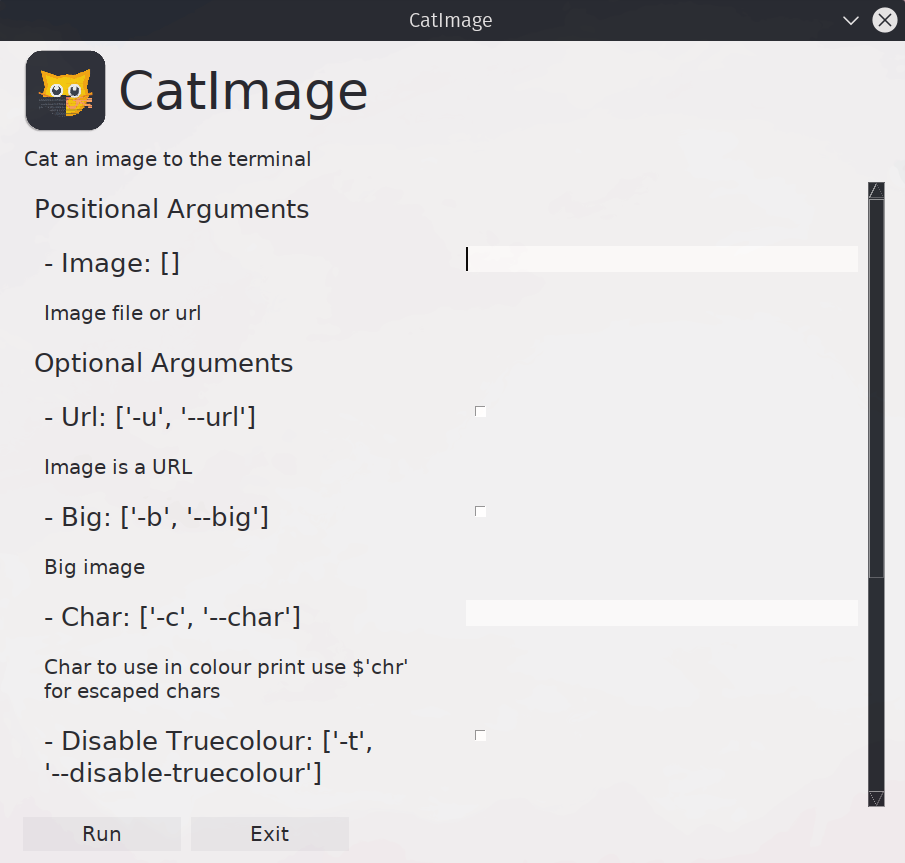 CatImage
CatImage
Cat an image to the terminal
Positional Arguments
- Image: []
Image file or url
Optional Arguments
- Url: ['-u', '--url']
Image is a URL
- Big: ['-b', '--big']
Big image
- Char: ['-c', '--char']
Char to use in colour print use $'chr'
for escaped chars
- Disable Truecolour: ['-t',
'--disable-truecolour']
Run Exit